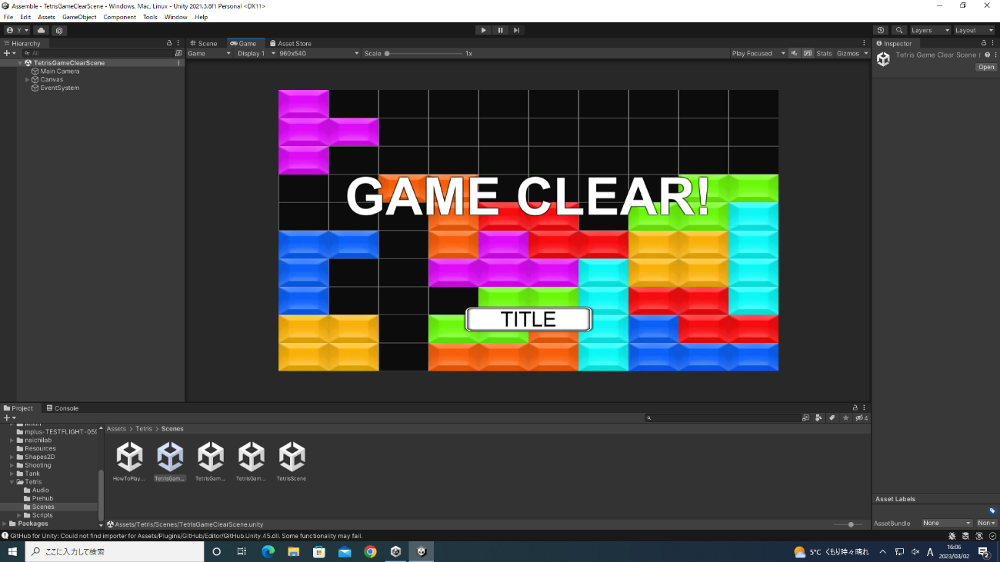 Assemble - TetrisGameClearScene - Windows, Mac, Linux - Unity 2021.3.8f1 Personal <DX11>
File Edit Assets GameObject Component Tools Window Help
Y
Layers Layout
Hierarchy
All
TetrisGameClearScene
Main Camera
Canvas
EventSystem
Scene Game Asset Store
Game Display 1 960x540 Scale 1x Play Focused Stats Gizmos
GAME CLEAR!
TITLE
Inspector
Tetris Game Clear Scene
Open
Project Console
4
mplus-TESTFLIGHT-059
naichilab
Resources
Shapes2D
Shooting
Tank
Tetris
Audio
Prehub
Scenes
Scripts
Packages
Assets > Tetris > Scenes
HowToPlay... TetrisGam... TetrisGam... TetrisGam... TetrisScene
Assets/Tetris/Scenes/TetrisGameClearScene.unity
Asset Labels
AssetBundle None Non
GitHub for Unity: Could not find importer for Assets/Plugins/GitHub/Editor/GitHub.Unity.45.dll. Some functionality may fail.
ここに入力して検索
5°C くもり時々晴れ
A
16:06
2023/03/02
2